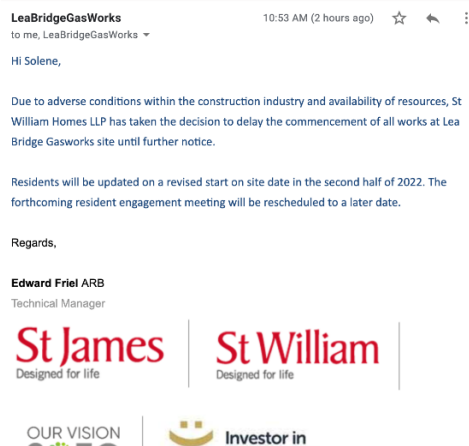 LeaBridgeGasWorks 10:53 AM (2 hours ago)
to me, LeaBridgeGasWorks
Hi Solene,
Due to adverse conditions within the construction industry and availability of resources, St
William Homes LLP has taken the decision to delay the commencement of all works at Lea
Bridge Gasworks site until further notice.
Residents will be updated on a revised start on site date in the second half of 2022. The
forthcoming resident engagement meeting will be rescheduled to a later date.
Regards,
Edward Friel ARB
Technical Manager
St James St William
Designed for life Designed for life
OUR VISION
Investor in